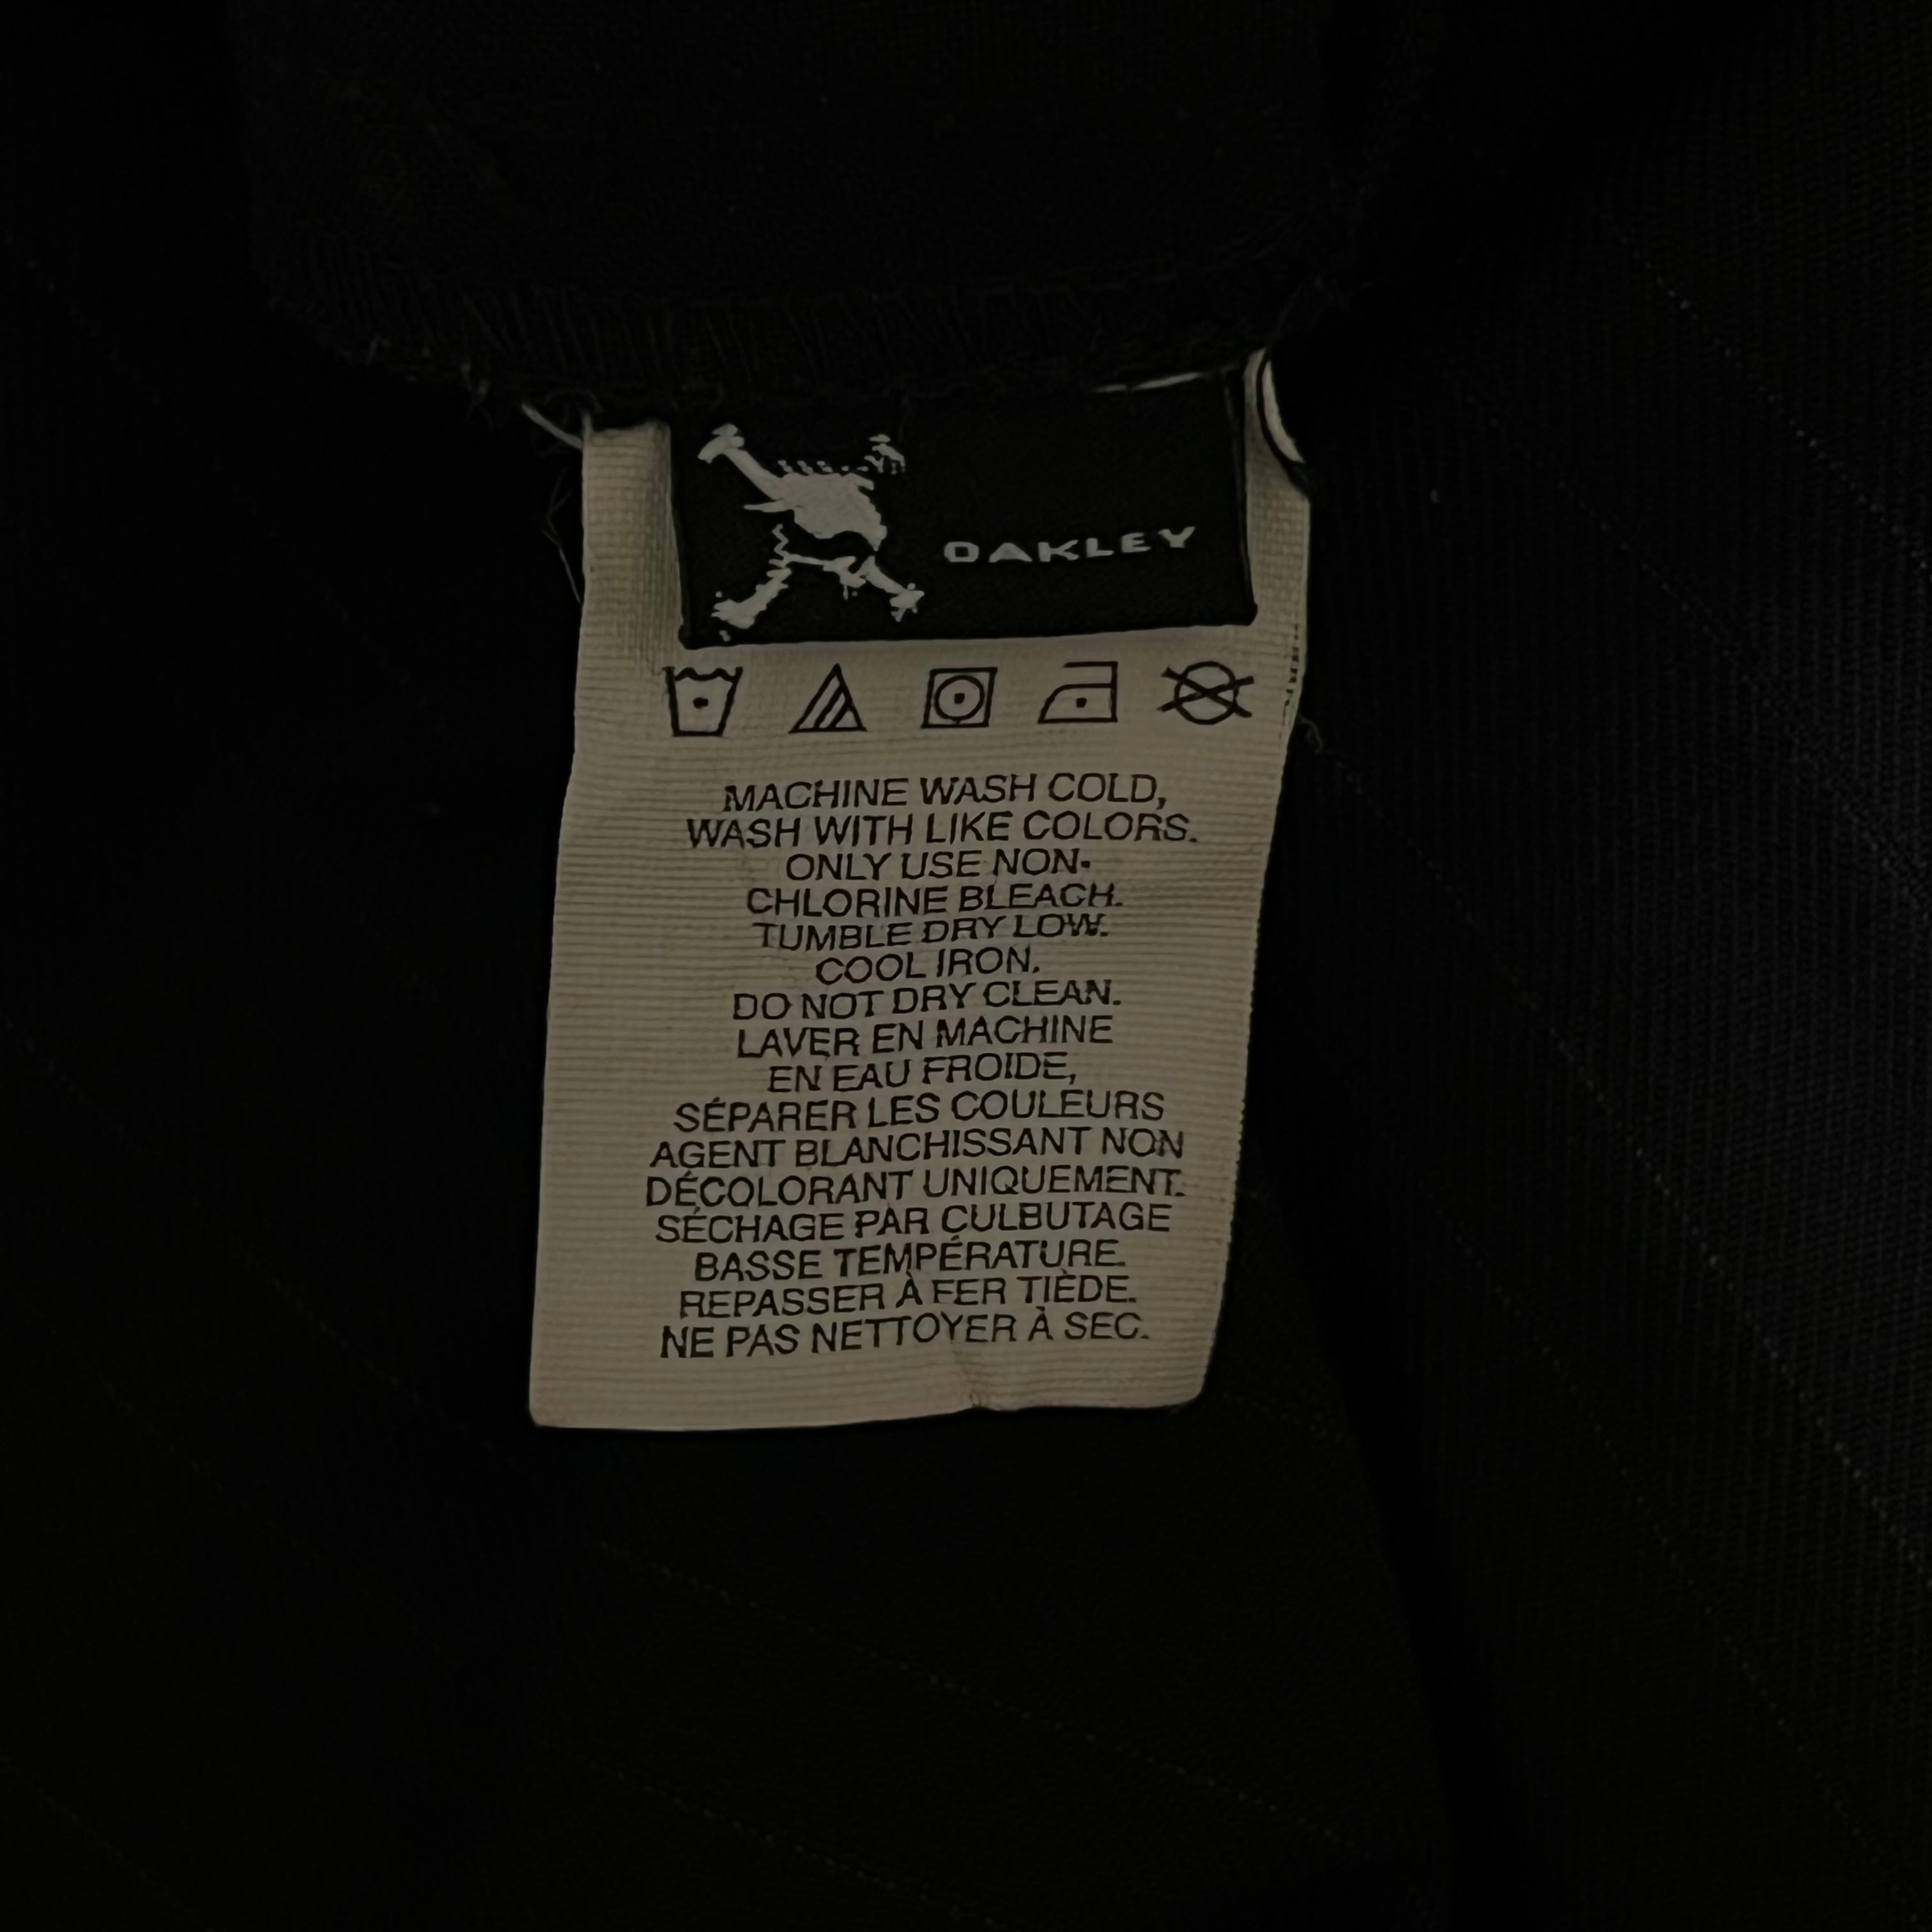 OAKLEY
MACHINE WASH COLD,
WASH WITH LIKE COLORS.
ONLY USE NON-
CHLORINE BLEACH.
TUMBLE DRY LOW.
COOL IRON.
DO NOT DRY CLEAN.
LAVER EN MACHINE
EN EAU FROIDE,
SÉPARER LES COULEURS
AGENT BLANCHISSANT NON
DÉCOLORANT UNIQUEMENT.
SÉCHAGE PAR CULBUTAGE
BASSE TEMPÉRATURE.
REPASSER À FER TIÈDE.
NE PAS NETTOYER À SEC.